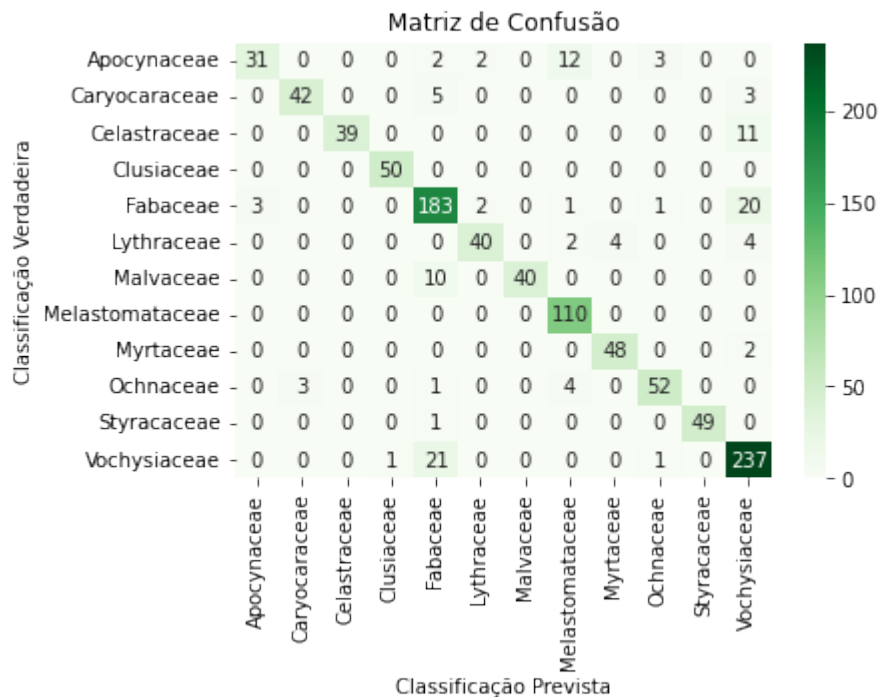 Matriz de Confusão
Classificação Verdadeira
Apocynaceae 31 0 0 0 2 2 0 12 0 3 0 0
Caryocaraceae 0 42 0 0 5 0 0 0 0 0 0 3
Celastraceae 0 0 39 0 0 0 0 0 0 0 0 11
Clusiaceae 0 0 0 50 0 0 0 0 0 0 0 0
Fabaceae 3 0 0 0 183 2 0 1 0 1 0 20
Lythraceae 0 0 0 0 0 40 0 2 4 0 0 4
Malvaceae 0 0 0 0 10 0 40 0 0 0 0 0
Melastomataceae 0 0 0 0 0 0 0 110 0 0 0 0
Myrtaceae 0 0 0 0 0 0 0 0 48 0 0 2
Ochnaceae 0 3 0 0 1 0 0 4 0 52 0 0
Styracaceae 0 0 0 0 1 0 0 0 0 0 49 0
Vochysiaceae 0 0 0 1 21 0 0 0 0 1 0 237
Apocynaceae
Caryocaraceae
Celastraceae
Clusiaceae
Fabaceae
Lythraceae
Malvaceae
Melastomataceae
Myrtaceae
Ochnaceae
Styracaceae
Vochysiaceae
Classificação Prevista
200
150
100
50
0